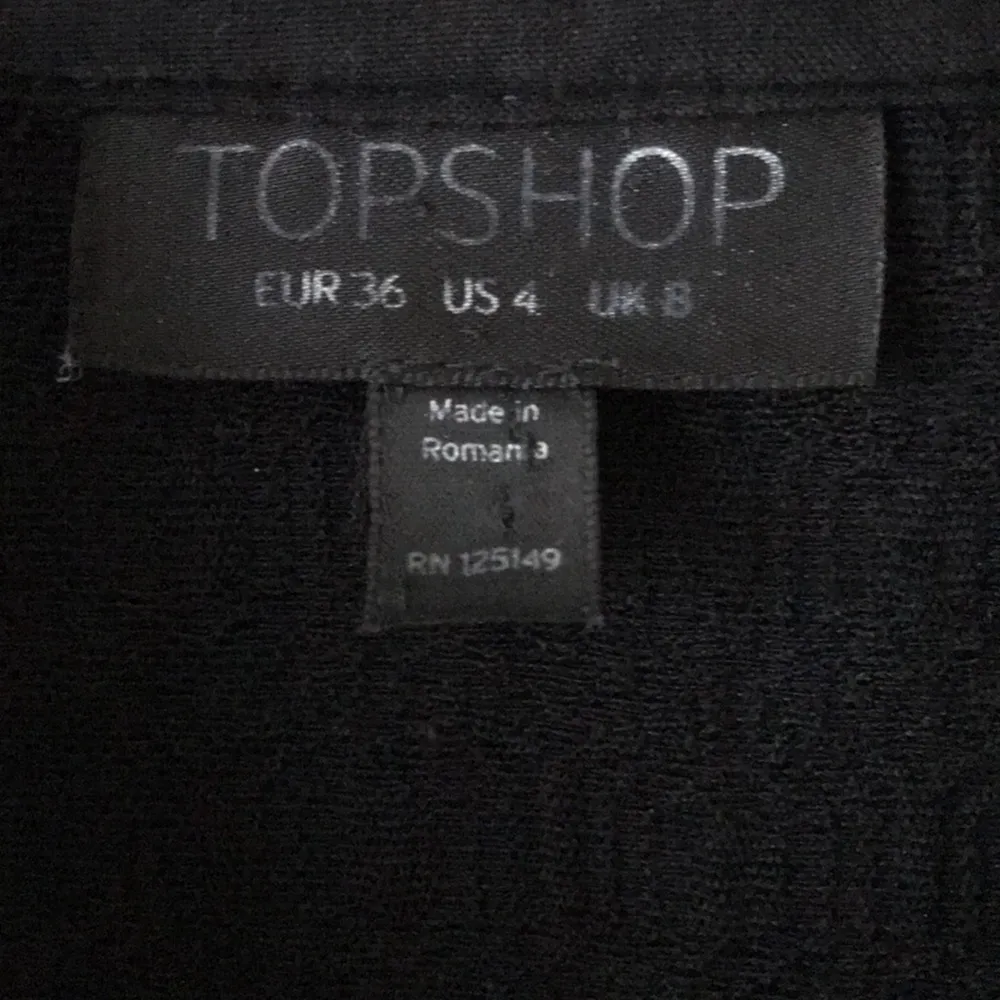 TOPSHOP
EUR 36 US 4 UK 8
Made in
Romania
RN 125149